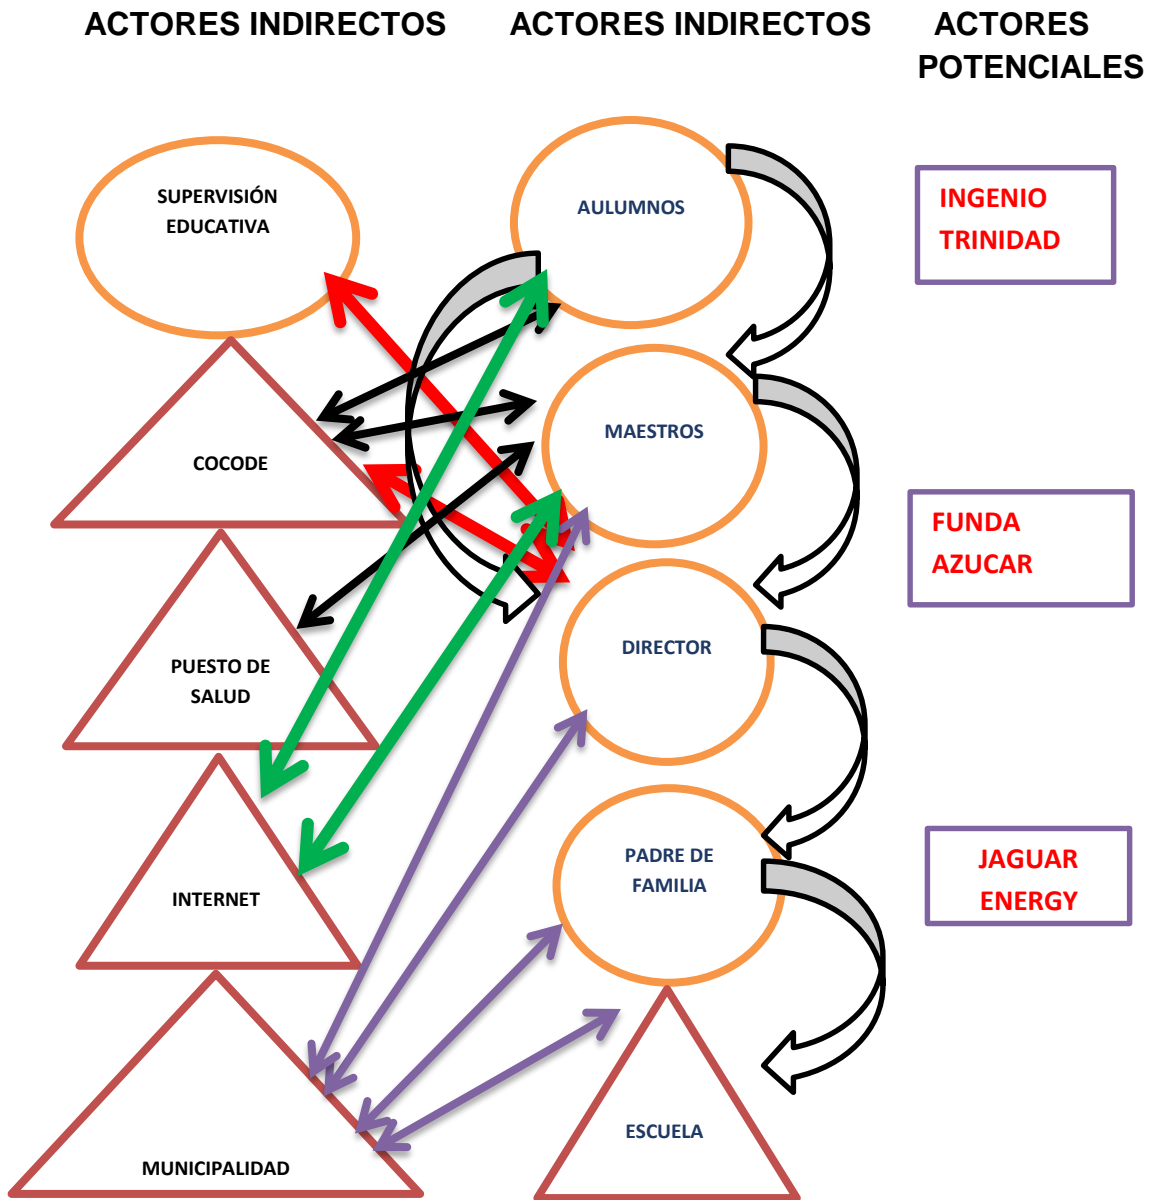 ACTORES INDIRECTOS
ACTORES INDIRECTOS
ACTORES
POTENCIALES
SUPERVISIÓN
EDUCATIVA
COCODE
PUESTO DE
SALUD
INTERNET
MUNICIPALIDAD
AULUMNOS
MAESTROS
DIRECTOR
PADRE DE
FAMILIA
ESCUELA
INGENIO
TRINIDAD
FUNDA
AZUCAR
JAGUAR
ENERGY